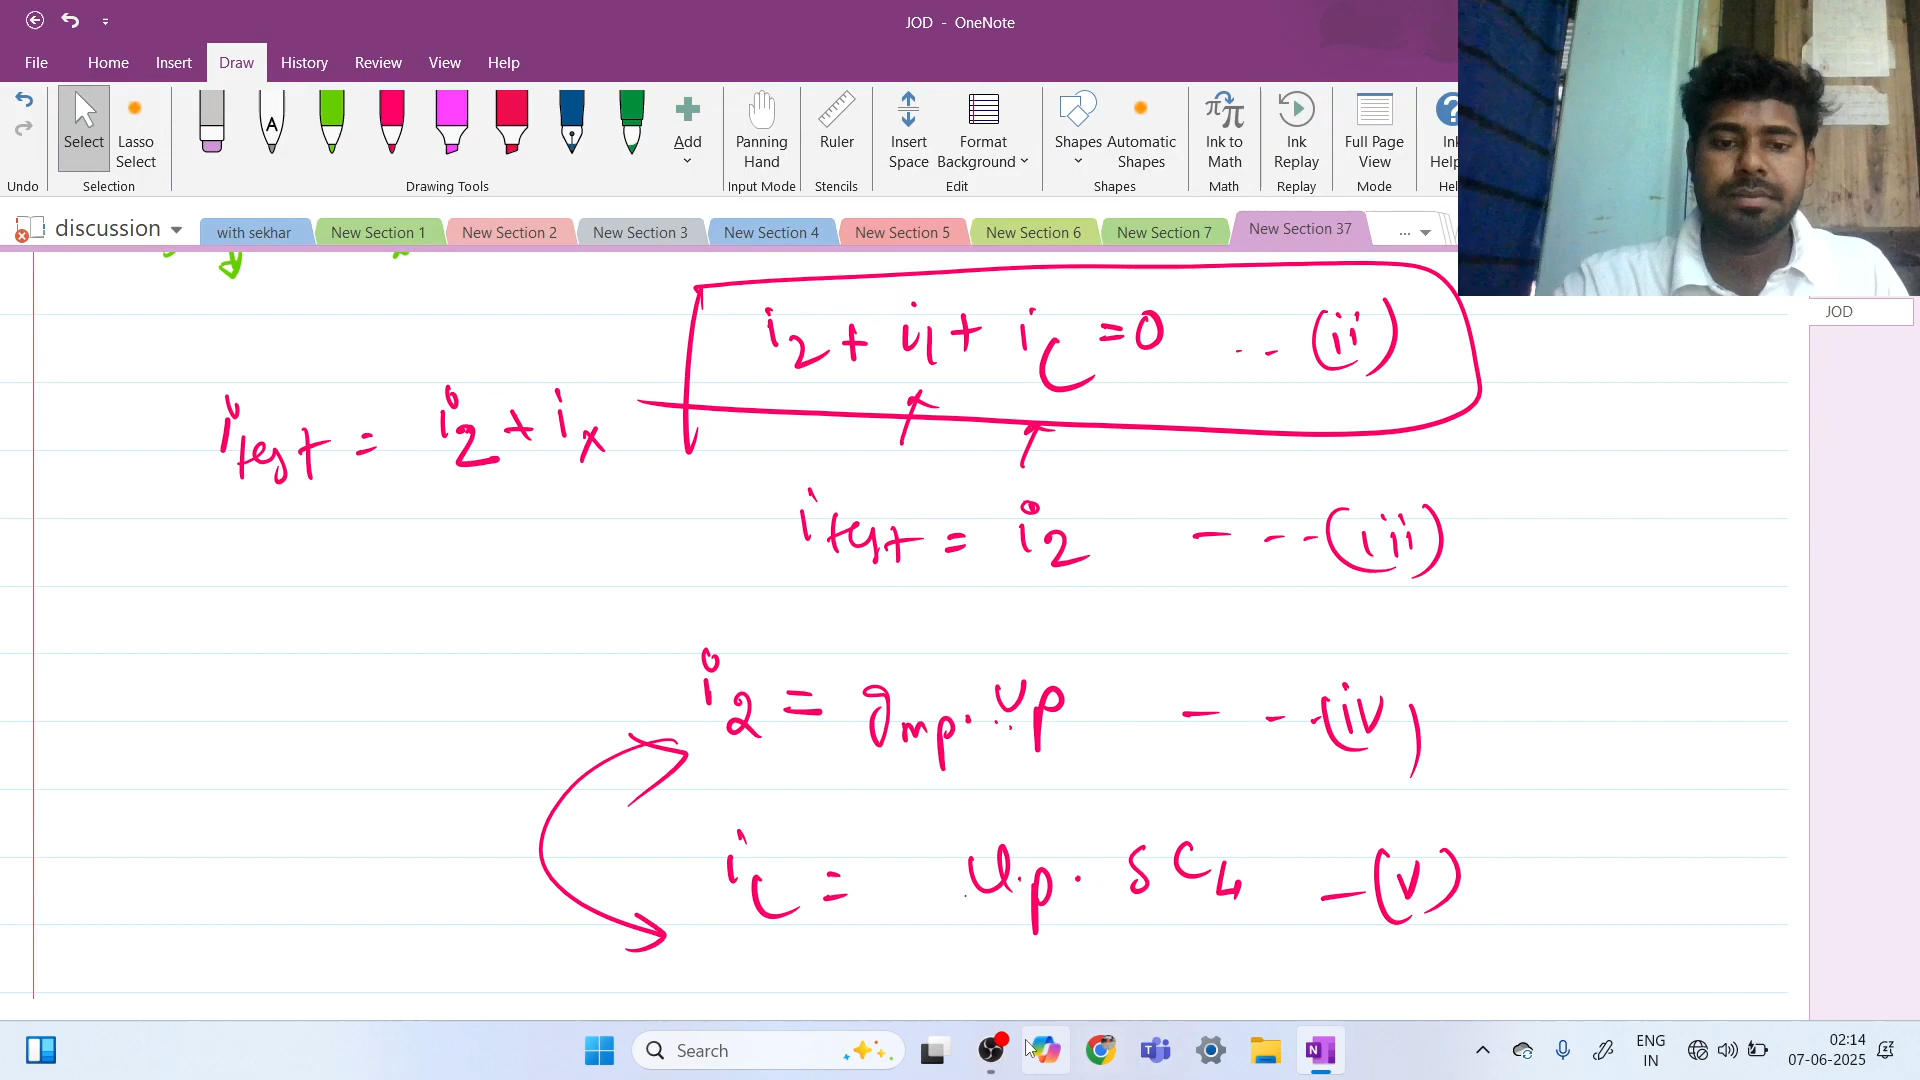 JOD - OneNote
File Home Insert Draw History Review View Help
Select Lasso Select Add Panning Hand Ruler Insert Space Format Background Shapes Automatic Shapes Ink to Math Ink Replay Full Page View
Undo Selection Drawing Tools Input Mode Stencils Edit Shapes Math Replay Mode
discussion with sekhar New Section 1 New Section 2 New Section 3 New Section 4 New Section 5 New Section 6 New Section 7 New Section 37 ...
JOD
i2 + i1 + ic = 0 -- (ii)
itest = i2 + ix
itest = i2 - -- (iii)
i2 = gmp. vp - -- (iv)
ic = vp. sC4 - (v)
Search
ENG IN
02:14
07-06-2025